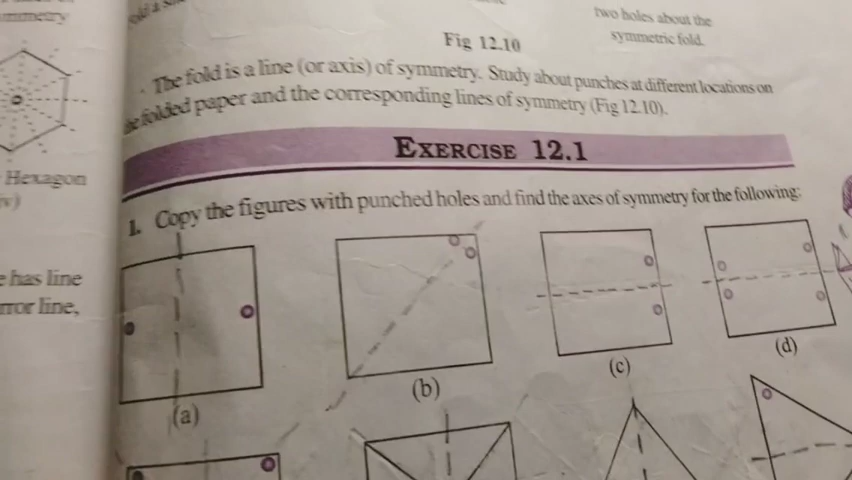 mmetry
two holes about the
symmetric fold.
Fig 12.10
The fold is a line (or axis) of symmetry. Study about punches at different locations on
the folded paper and the corresponding lines of symmetry (Fig 12.10).
Hexagon
EXERCISE 12.1
1. Copy the figures with punched holes and find the axes of symmetry for the following:
e has line
rror line,
(a)
(b)
(c)
(d)